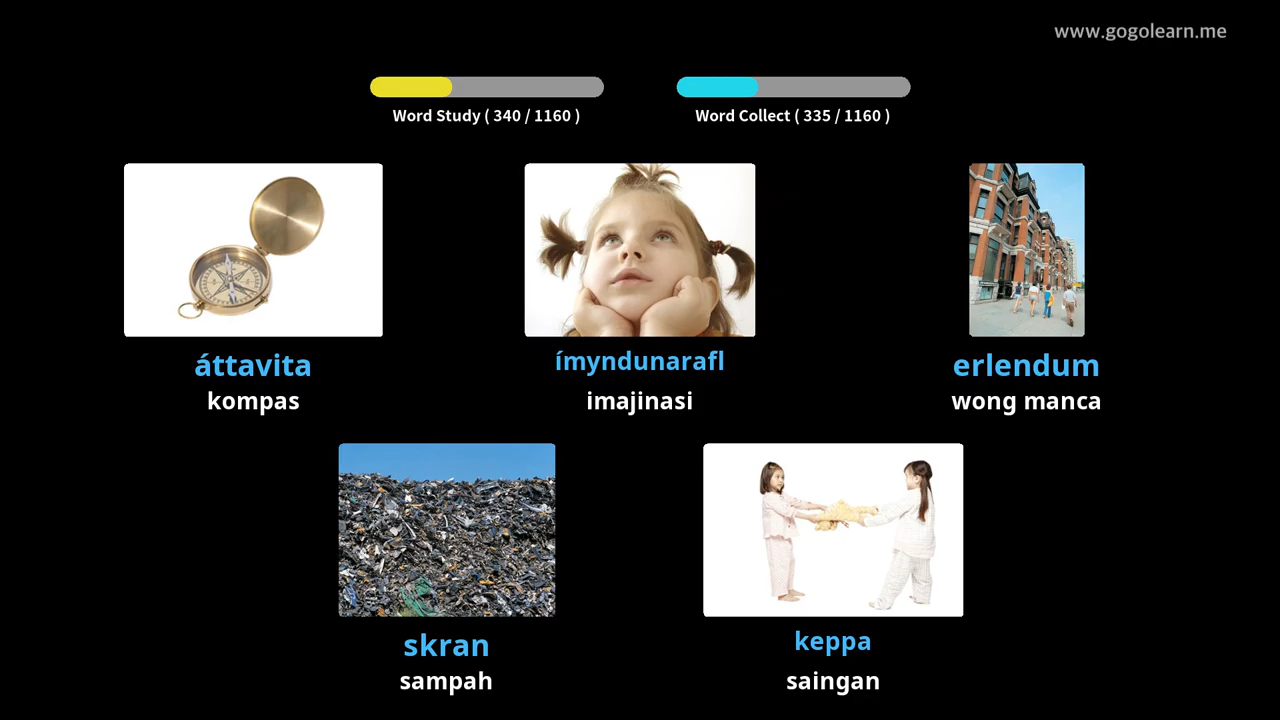 www.gogolearn.me
Word Study ( 340 / 1160 )
Word Collect ( 335 / 1160 )
áttavita
kompas
ímyndunarafl
imajinasi
erlendum
wong manca
skran
sampah
keppa
saingan